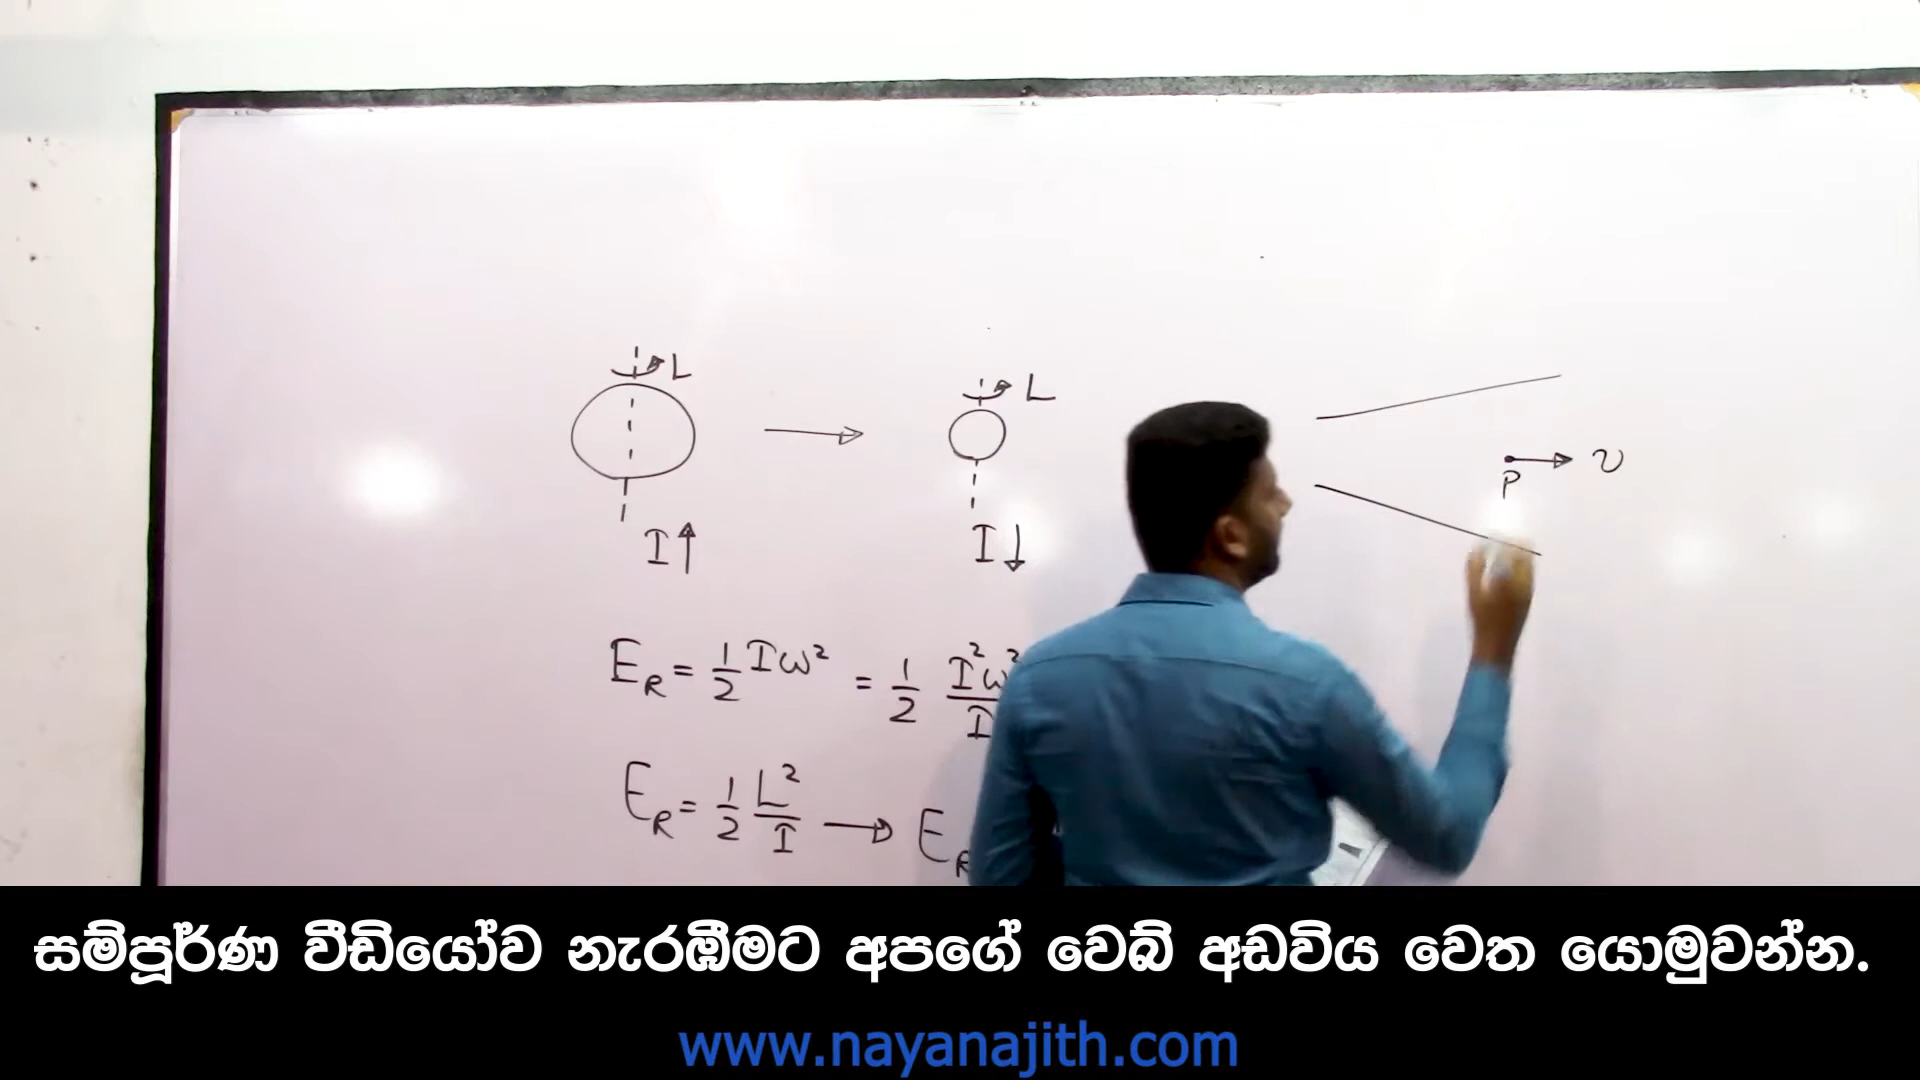 L
L
P
v
I↑
I↓
E_R = 1/2 Iω² = 1/2 I²ω²/I
E_R = 1/2 L²/I → E_R
සම්පූර්ණ වීඩියෝව නැරඹීමට අපගේ වෙබ් අඩවිය වෙත යොමුවන්න.
www.nayanajith.com